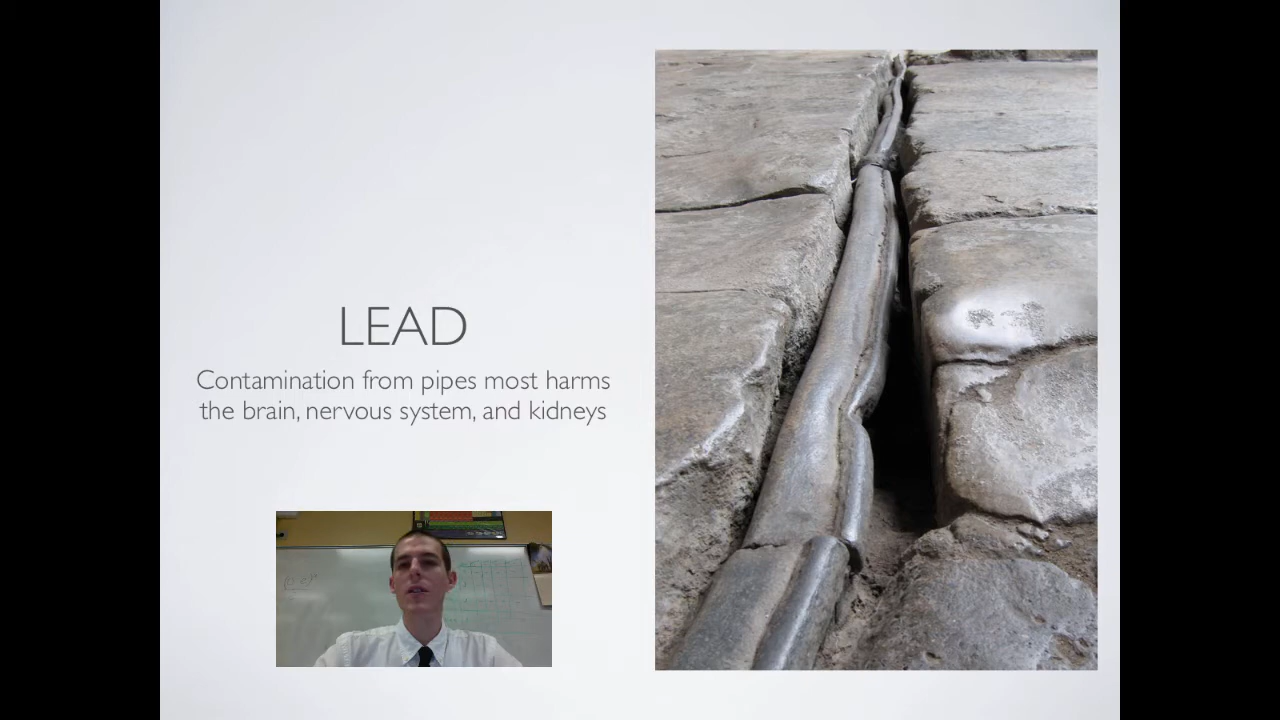 LEAD
Contamination from pipes most harms
the brain, nervous system, and kidneys